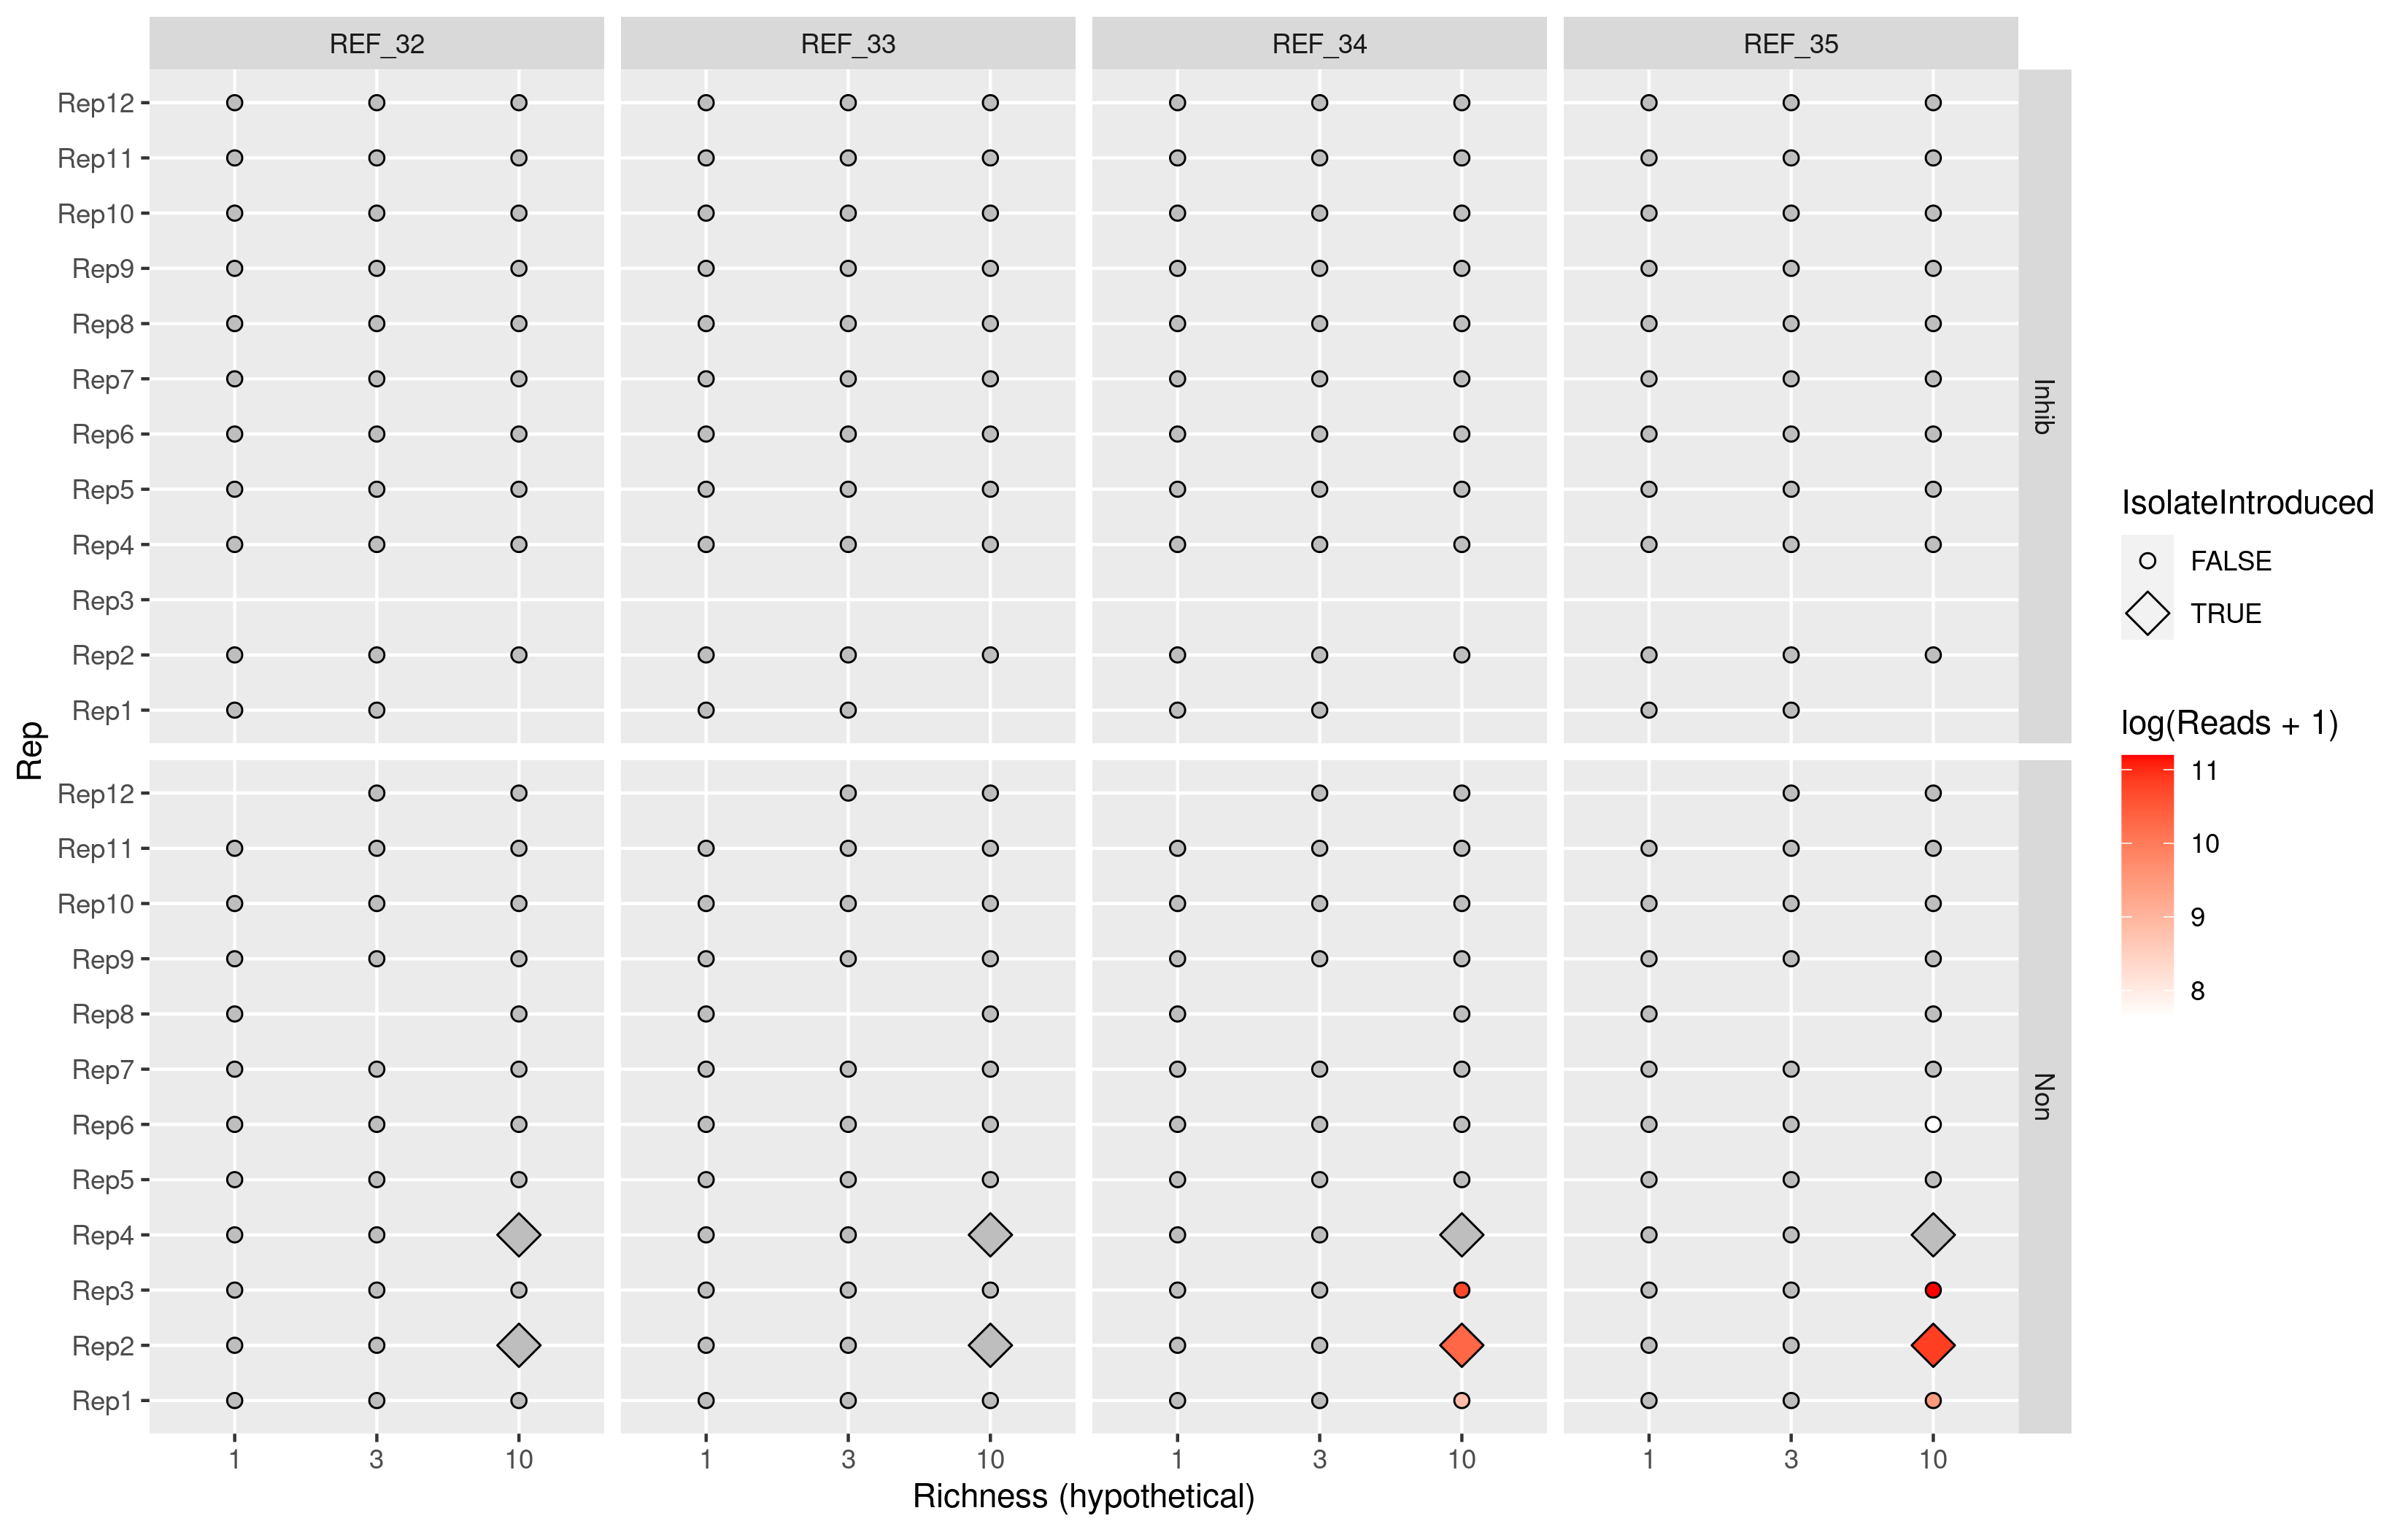 REF_32 REF_33 REF_34 REF_35
Rep12
Rep11
Rep10
Rep9
Rep8
Rep7
Rep6
Rep5
Rep4
Rep3
Rep2
Rep1
Inhib
Rep12
Rep11
Rep10
Rep9
Rep8
Rep7
Rep6
Rep5
Rep4
Rep3
Rep2
Rep1
Non
Rep
1 3 10 1 3 10 1 3 10 1 3 10
Richness (hypothetical)
IsolateIntroduced
FALSE
TRUE
log(Reads + 1)
11
10
9
8